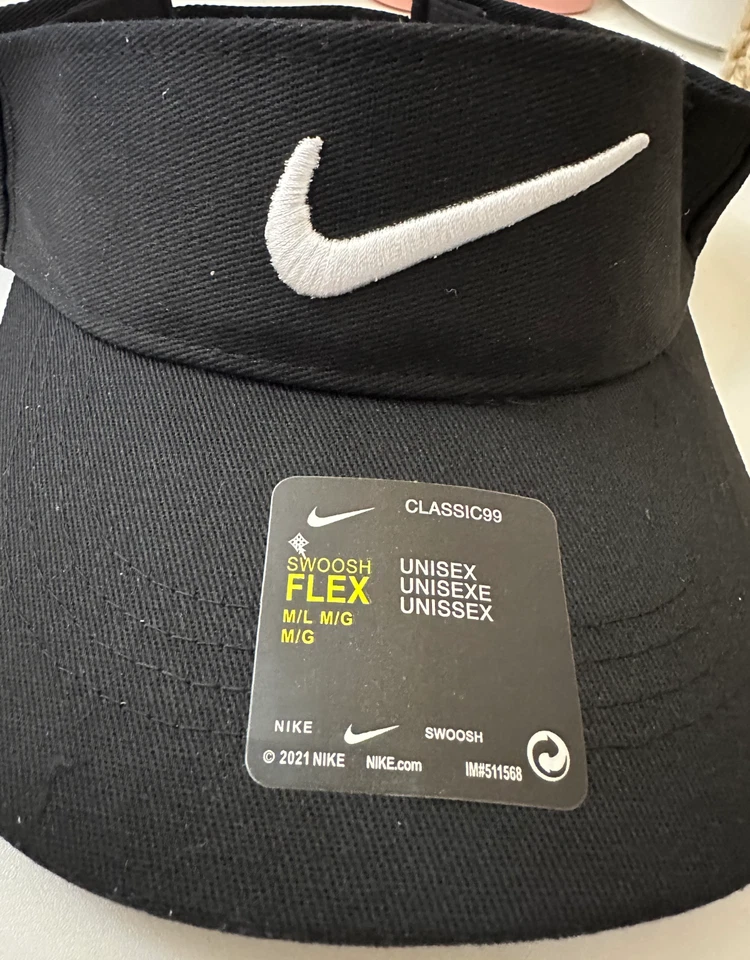 CLASSIC99
SWOOSH
FLEX
M/L M/G
M/G
UNISEX
UNISEXE
UNISSEX
NIKE
SWOOSH
© 2021 NIKE
NIKE.com
IM#511568